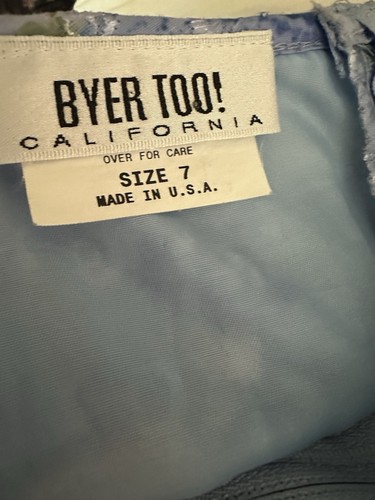 BYER TOO!
CALIFORNIA
OVER FOR CARE
SIZE 7
MADE IN U.S.A.